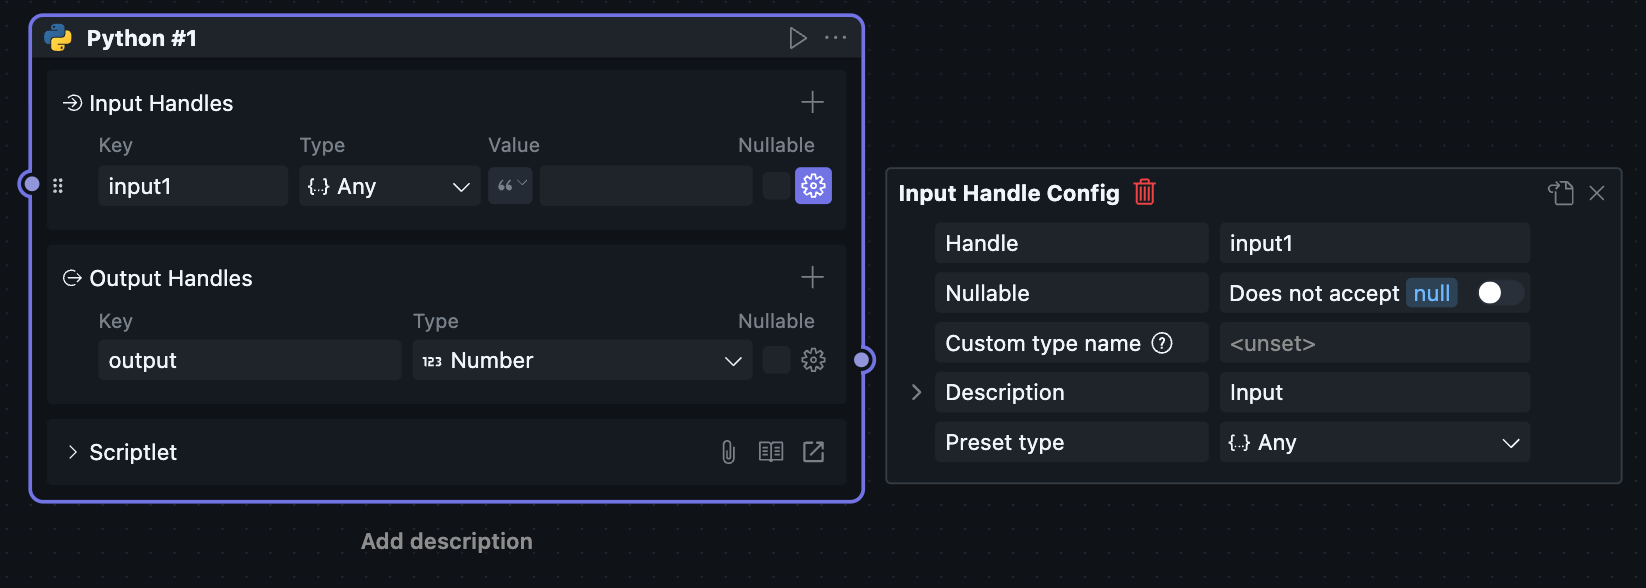 Python #1
Input Handles
Key Type Value Nullable
input1 {..} Any
Output Handles
Key Type Nullable
output 123 Number
Scriptlet
Add description
Input Handle Config
Handle input1
Nullable Does not accept null
Custom type name ? <unset>
Description Input
Preset type {..} Any